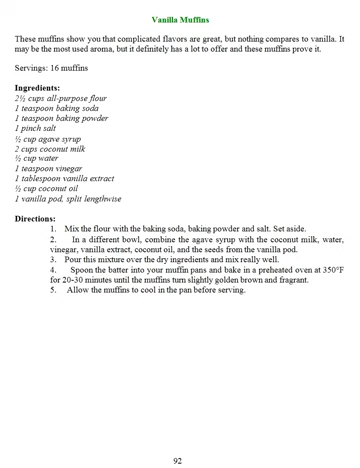 Vanilla Muffins
These muffins show you that complicated flavors are great, but nothing compares to vanilla. It
may be the most used aroma, but it definitely has a lot to offer and these muffins prove it.
Servings: 16 muffins
Ingredients:
2½ cups all-purpose flour
1 teaspoon baking soda
1 teaspoon baking powder
1 pinch salt
½ cup agave syrup
2 cups coconut milk
½ cup water
1 teaspoon vinegar
1 tablespoon vanilla extract
½ cup coconut oil
1 vanilla pod, split lengthwise
Directions:
1. Mix the flour with the baking soda, baking powder and salt. Set aside.
2. In a different bowl, combine the agave syrup with the coconut milk, water,
vinegar, vanilla extract, coconut oil, and the seeds from the vanilla pod.
3. Pour this mixture over the dry ingredients and mix really well.
4. Spoon the batter into your muffin pans and bake in a preheated oven at 350°F
for 20-30 minutes until the muffins turn slightly golden brown and fragrant.
5. Allow the muffins to cool in the pan before serving.
92